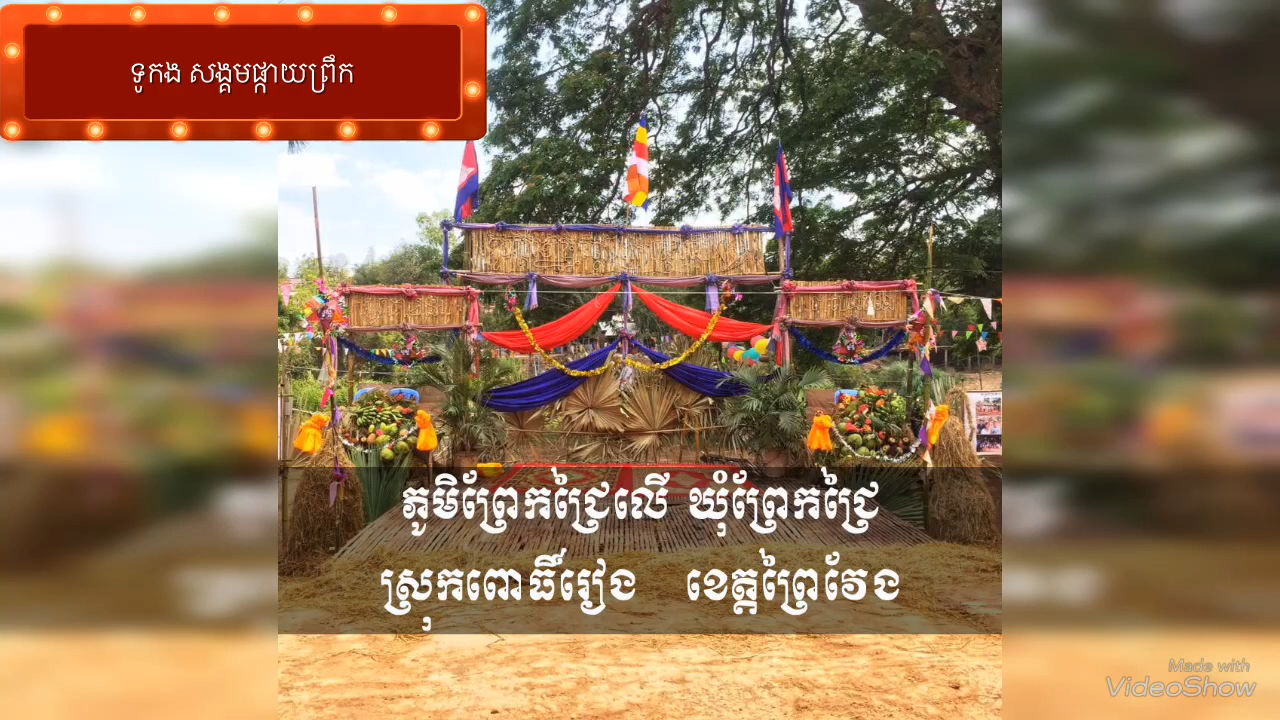 ទូកង សង្គមផ្កាយព្រឹក
ភូមិព្រែកជ្រៃលើ ឃុំព្រែកជ្រៃ
ស្រុកពោធិ៍រៀង ខេត្តព្រៃវែង
Made with
VideoShow